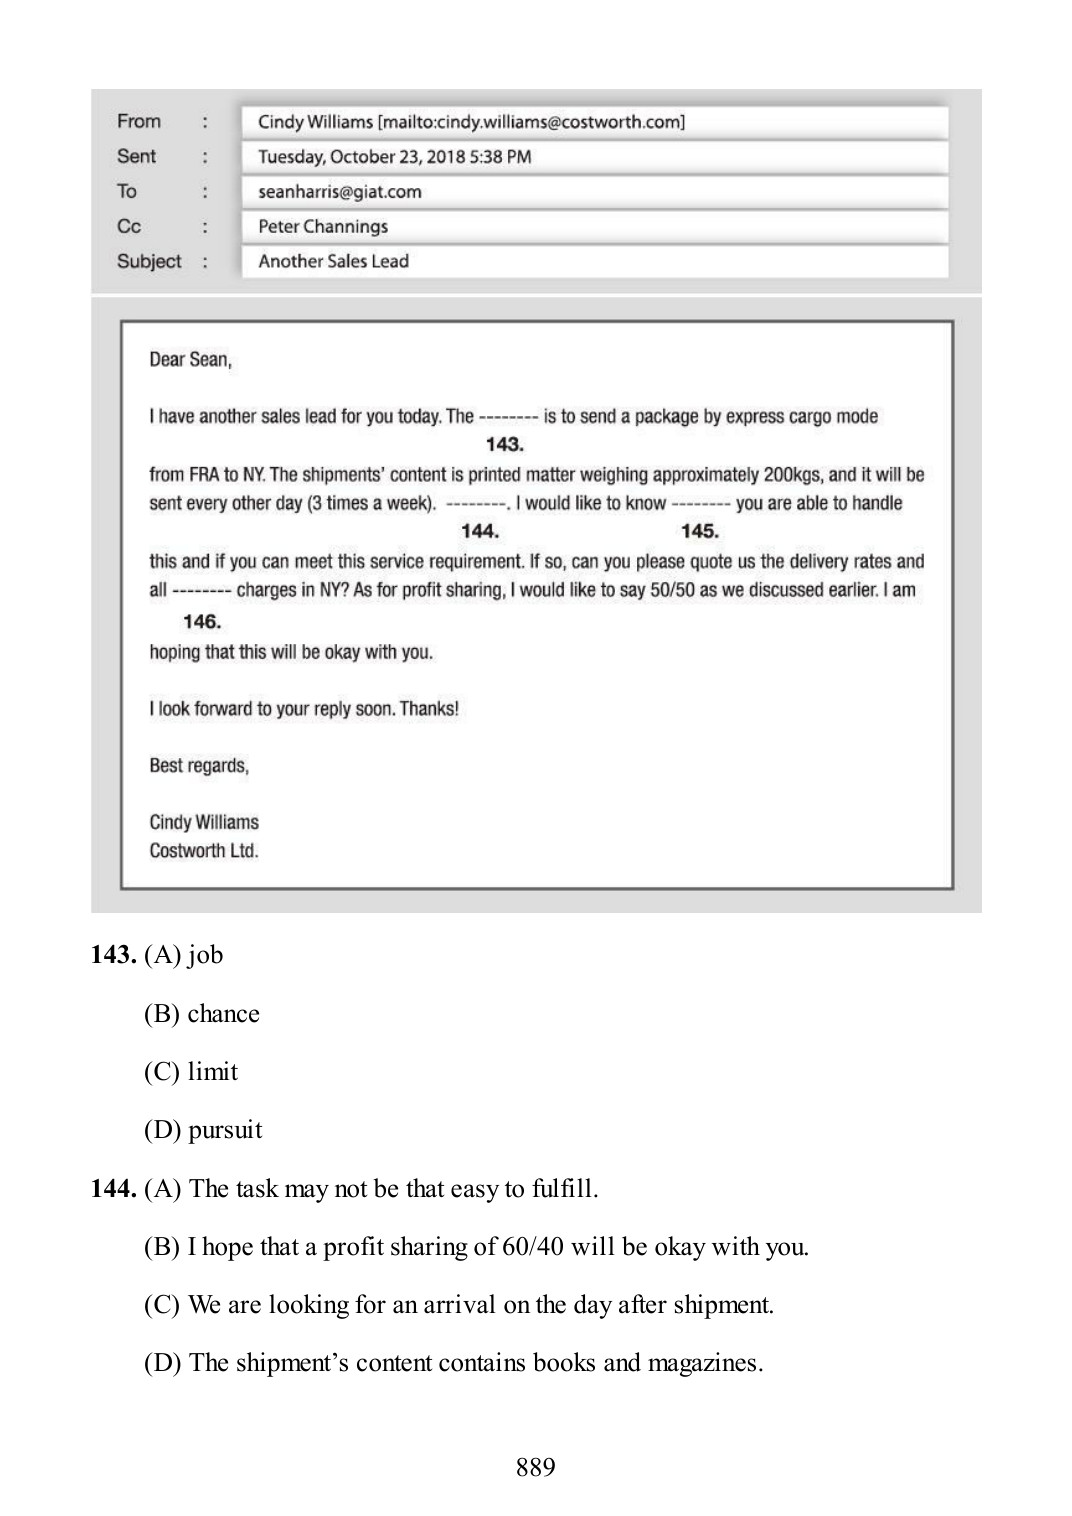 From : Cindy Williams [mailto:cindy.williams@costworth.com]
Sent : Tuesday, October 23, 2018 5:38 PM
To : seanharris@giat.com
Cc : Peter Channings
Subject : Another Sales Lead
Dear Sean,
I have another sales lead for you today. The -------- is to send a package by express cargo mode
143.
from FRA to NY. The shipments' content is printed matter weighing approximately 200kgs, and it will be
sent every other day (3 times a week). --------. I would like to know -------- you are able to handle
144. 145.
this and if you can meet this service requirement. If so, can you please quote us the delivery rates and
all -------- charges in NY? As for profit sharing, I would like to say 50/50 as we discussed earlier. I am
146.
hoping that this will be okay with you.
I look forward to your reply soon. Thanks!
Best regards,
Cindy Williams
Costworth Ltd.
143. (A) job
(B) chance
(C) limit
(D) pursuit
144. (A) The task may not be that easy to fulfill.
(B) I hope that a profit sharing of 60/40 will be okay with you.
(C) We are looking for an arrival on the day after shipment.
(D) The shipment's content contains books and magazines.
889